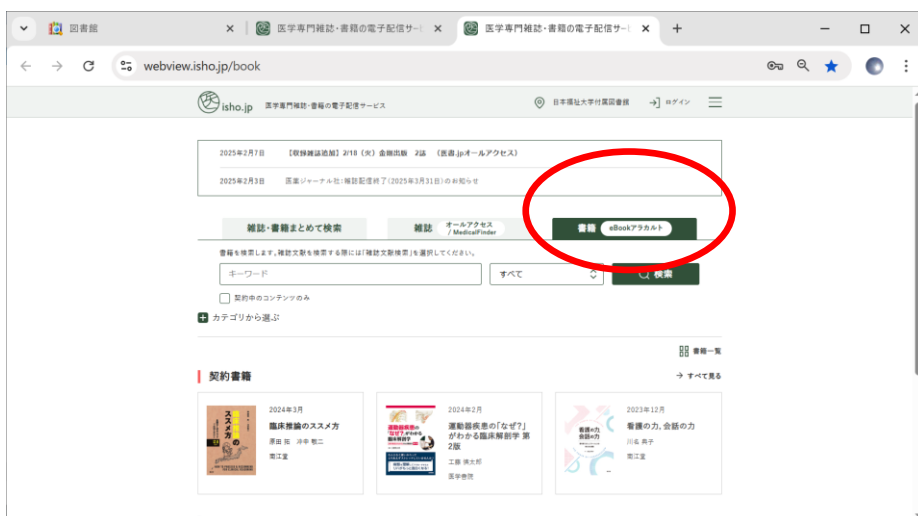 図書館
医学専門雑誌・書籍の電子配信サービ
医学専門雑誌・書籍の電子配信サービ
webview.isho.jp/book
isho.jp 医学専門雑誌・書籍の電子配信サービス
日本福祉大学付属図書館
ログイン
2025年2月7日 【収録雑誌追加】2/18（火）金剛出版 2誌 （医書.jpオールアクセス）
2025年2月3日 医薬ジャーナル社:雑誌配信終了(2025年3月31日)のお知らせ
雑誌・書籍まとめて検索
雑誌 オールアクセス
/ MedicalFinder
書籍 eBookアラカルト
書籍を検索します。雑誌文献を検索する際には「雑誌文献検索」を選択してください。
キーワード
すべて
検索
契約中のコンテンツのみ
カテゴリから選ぶ
書籍一覧
契約書籍
→ すべて見る
2024年3月
臨床推論のススメ方
南江堂
2024年2月
運動器疾患の「なぜ?」
がわかる臨床解剖学 第
2版
工藤 慎太郎
医学書院
2023年12月
看護の力、会話の力
川名 典子
南江堂